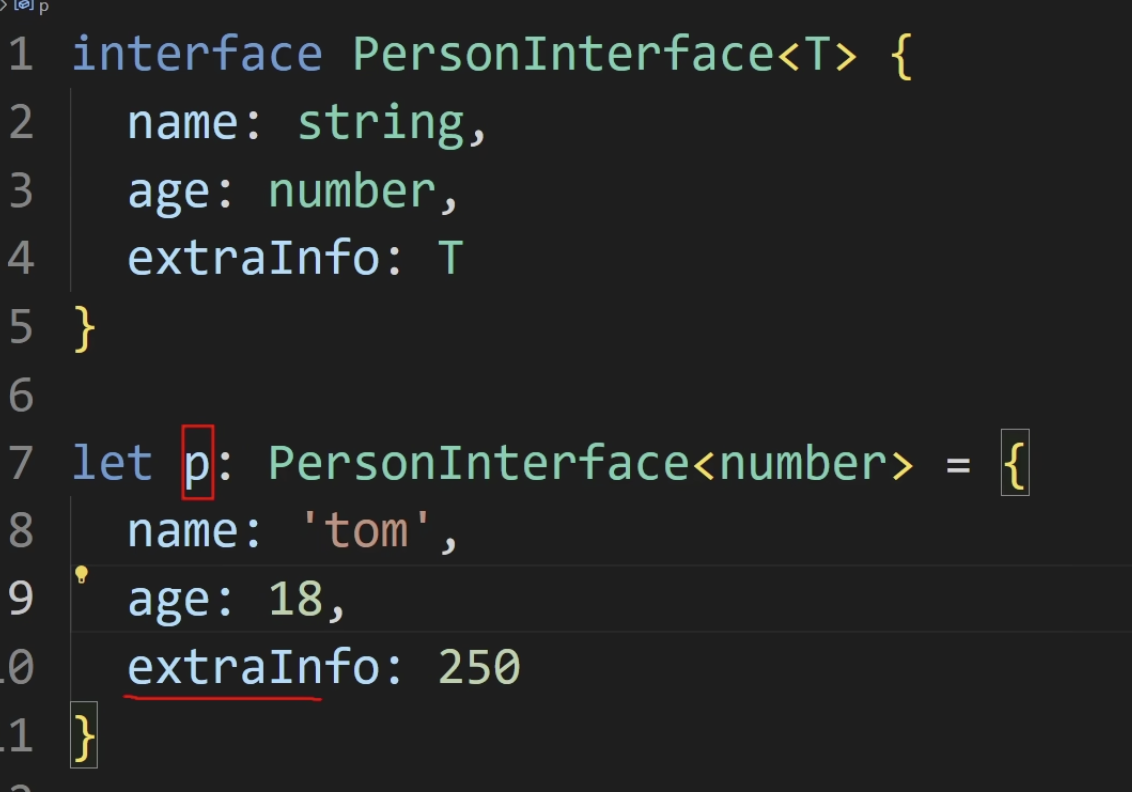 p
1 interface PersonInterface<T> {
2   name: string,
3   age: number,
4   extraInfo: T
5 }
6
7 let p: PersonInterface<number> = {
8   name: 'tom',
9   age: 18,
10   extraInfo: 250
11 }